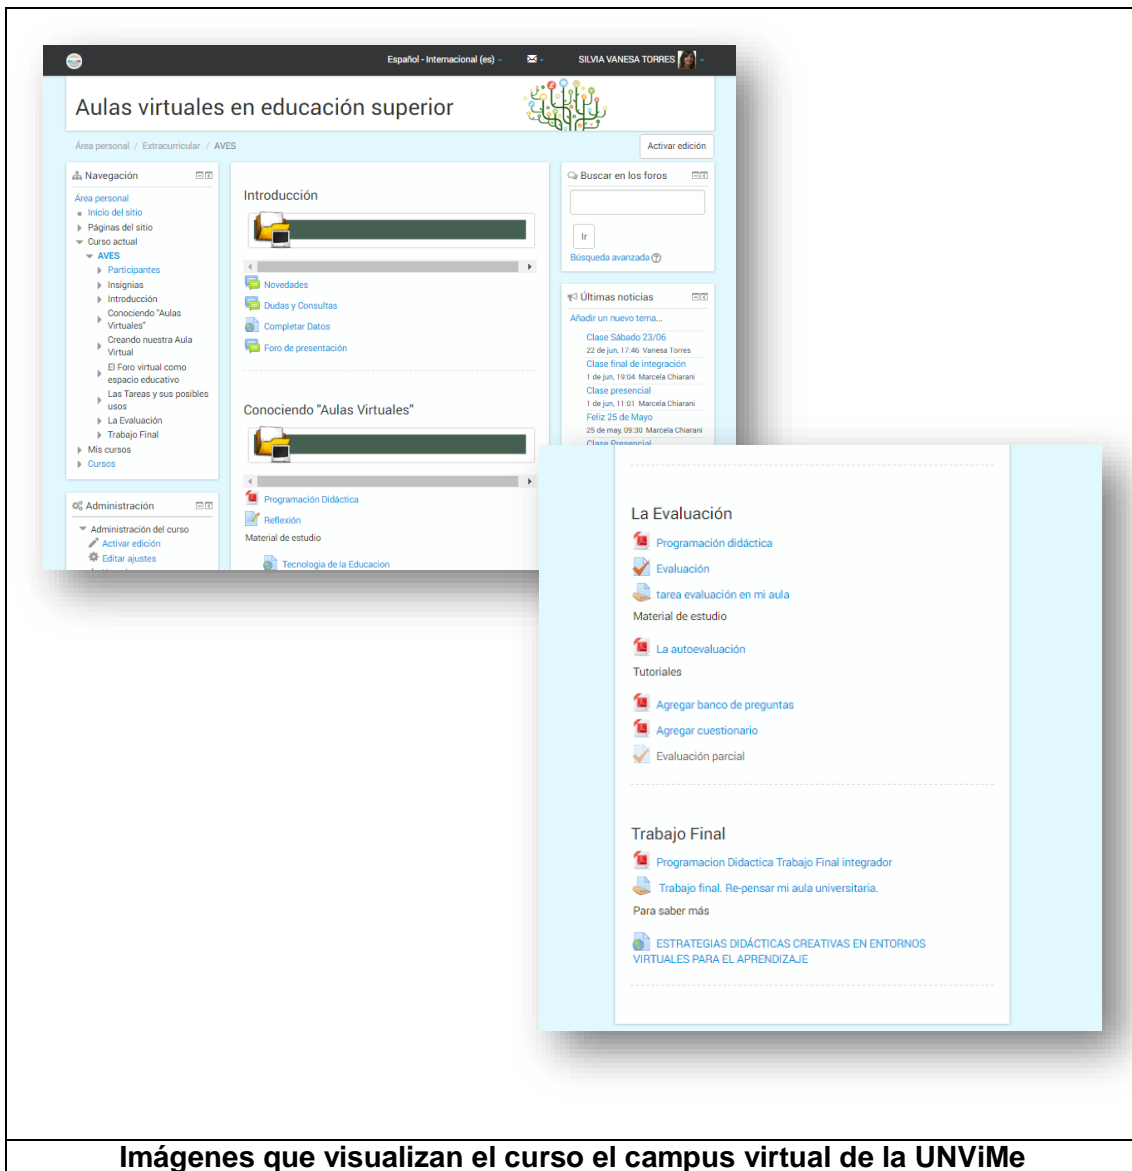 Español - Internacional (es)
SILVIA VANESA TORRES
Aulas virtuales en educación superior
Área personal / Extracurricular / AVES
Activar edición
Navegación
Área personal
Inicio del sitio
Páginas del sitio
Curso actual
AVES
Participantes
Insignias
Introducción
Conociendo "Aulas
Virtuales"
Creando nuestra Aula
Virtual
El Foro virtual como
espacio educativo
Las Tareas y sus posibles
usos
La Evaluación
Trabajo Final
Mis cursos
Cursos
Administración
Administración del curso
Activar edición
Editar ajustes
Introducción
Novedades
Dudas y Consultas
Completar Datos
Foro de presentación
Conociendo "Aulas Virtuales"
Programación Didáctica
Reflexión
Material de estudio
Tecnologia de la Educacion
Buscar en los foros
Ir
Búsqueda avanzada
Últimas noticias
Añadir un nuevo tema...
Clase Sábado 23/06
22 de jun, 17:46 Vanesa Torres
Clase final de integración
1 de jun, 19:04 Marcela Chiarani
Clase presencial
1 de jun, 11:01 Marcela Chiarani
Feliz 25 de Mayo
25 de may, 09:30 Marcela Chiarani
Clase Presencial
La Evaluación
Programación didáctica
Evaluación
tarea evaluación en mi aula
Material de estudio
La autoevaluación
Tutoriales
Agregar banco de preguntas
Agregar cuestionario
Evaluación parcial
Trabajo Final
Programacion Didactica Trabajo Final integrador
Trabajo final. Re-pensar mi aula universitaria.
Para saber más
ESTRATEGIAS DIDÁCTICAS CREATIVAS EN ENTORNOS
VIRTUALES PARA EL APRENDIZAJE
Imágenes que visualizan el curso el campus virtual de la UNViMe